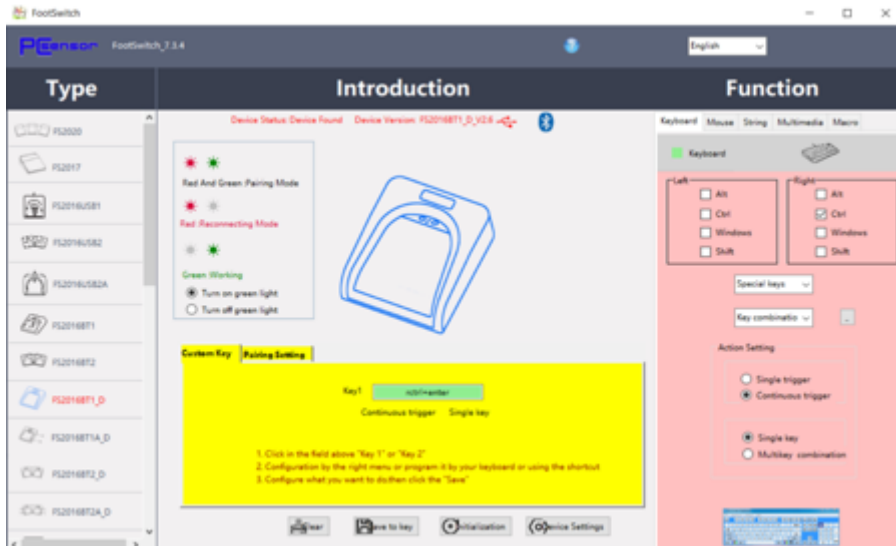 FootSwitch
PCsensor FootSwitch_7.3.4
English
Type
Introduction
Function
FS2020
FS2017
FS2016USB1
FS2016USB2
FS2016USB2A
FS2016BT1
FS2016BT2
FS2016BT1_D
FS2016BT1A_D
FS2016BT2_D
FS2016BT2A_D
Device Status: Device Found Device Version: FS2016BT1_D_V2.6
Red And Green :Pairing Mode
Red :Reconnecting Mode
Green :Working
Turn on green light
Turn off green light
Custom Key Pairing Setting
Key1 rctrl+enter
Continuous trigger Single key
1. Click in the field above "Key 1" or "Key 2"
2. Configuration by the right menu or program it by your keyboard or using the shortcut
3. Configure what you want to do,then click the "Save"
Clear
Save to key
Initialization
Device Settings
Keyboard Mouse String Multimedia Macro
Keyboard
Left
Alt
Ctrl
Windows
Shift
Right
Alt
Ctrl
Windows
Shift
Special keys
Key combinatio
Action Setting
Single trigger
Continuous trigger
Single key
Multikey combination